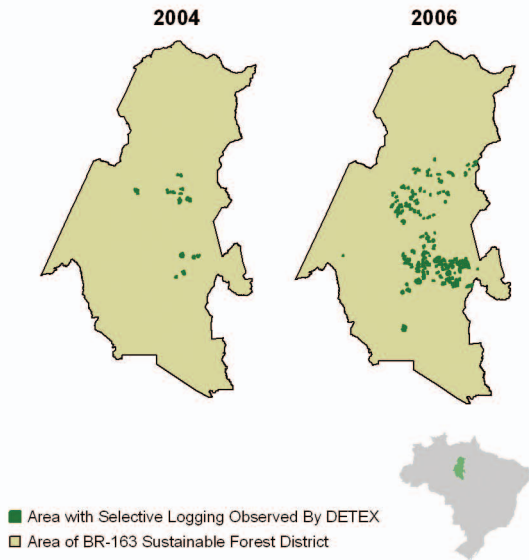 2004
2006
Area with Selective Logging Observed By DETEX
Area of BR-163 Sustainable Forest District